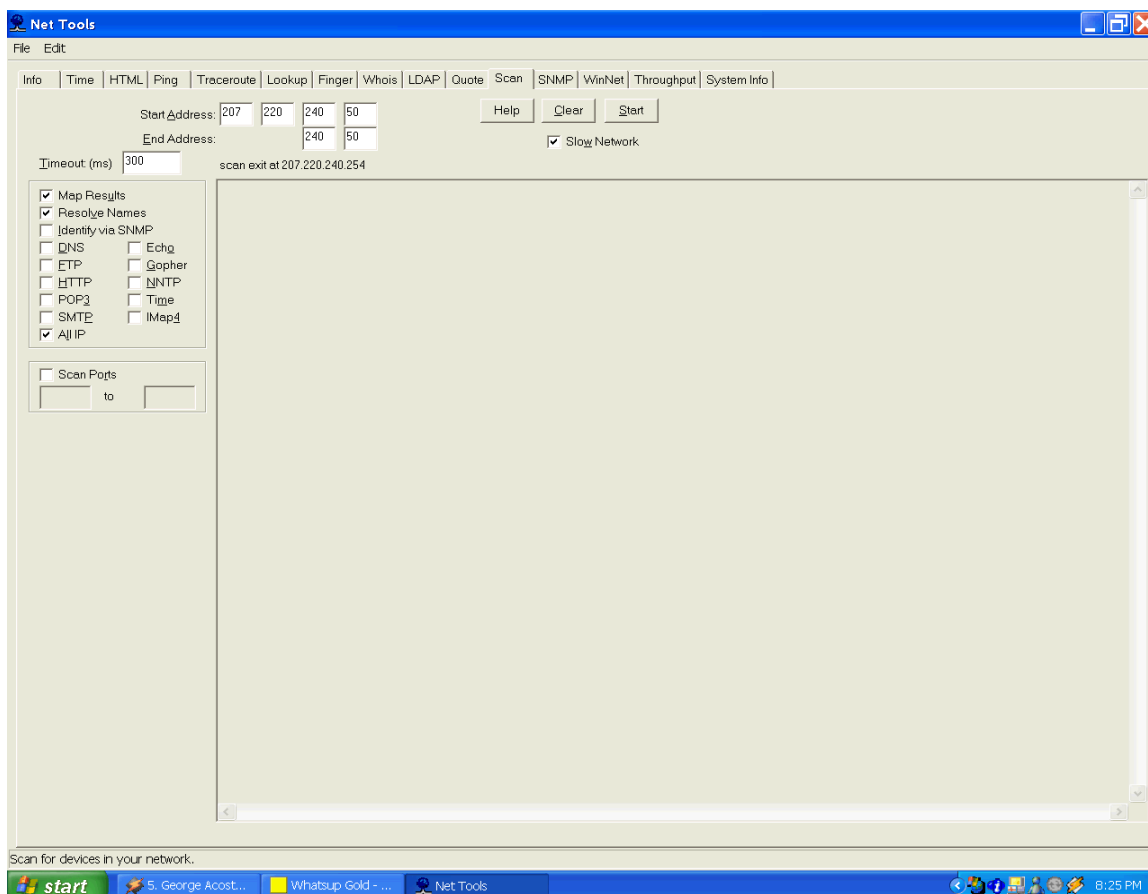 Net Tools
File Edit
Info Time HTML Ping Traceroute Lookup Finger Whois LDAP Quote Scan SNMP WinNet Throughput System Info
Start Address: 207 220 240 50 Help Clear Start
End Address: 240 50 Slow Network
Timeout (ms) 300 scan exit at 207.220.240.254
Map Results
Resolve Names
Identify via SNMP
DNS Echo
FTP Gopher
HTTP NNTP
POP3 Time
SMTP IMap4
All IP
Scan Ports
to
Scan for devices in your network.
start 5. George Acost... Whatsup Gold - ... Net Tools 8:25 PM